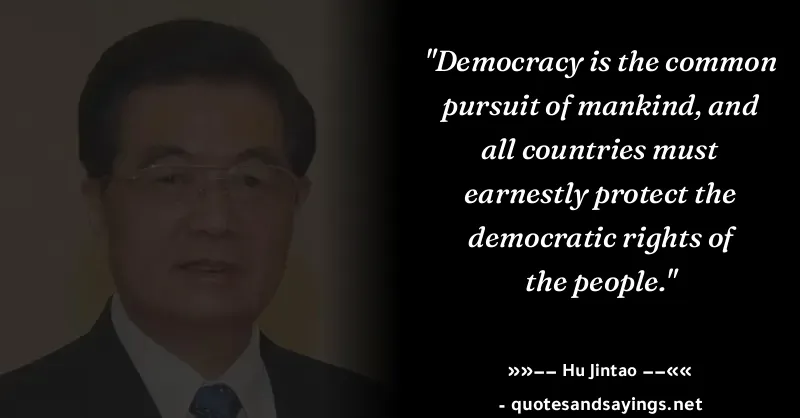 "Democracy is the common
pursuit of mankind, and
all countries must
earnestly protect the
democratic rights of
the people."
»»−− Hu Jintao −−««
- quotesandsayings.net